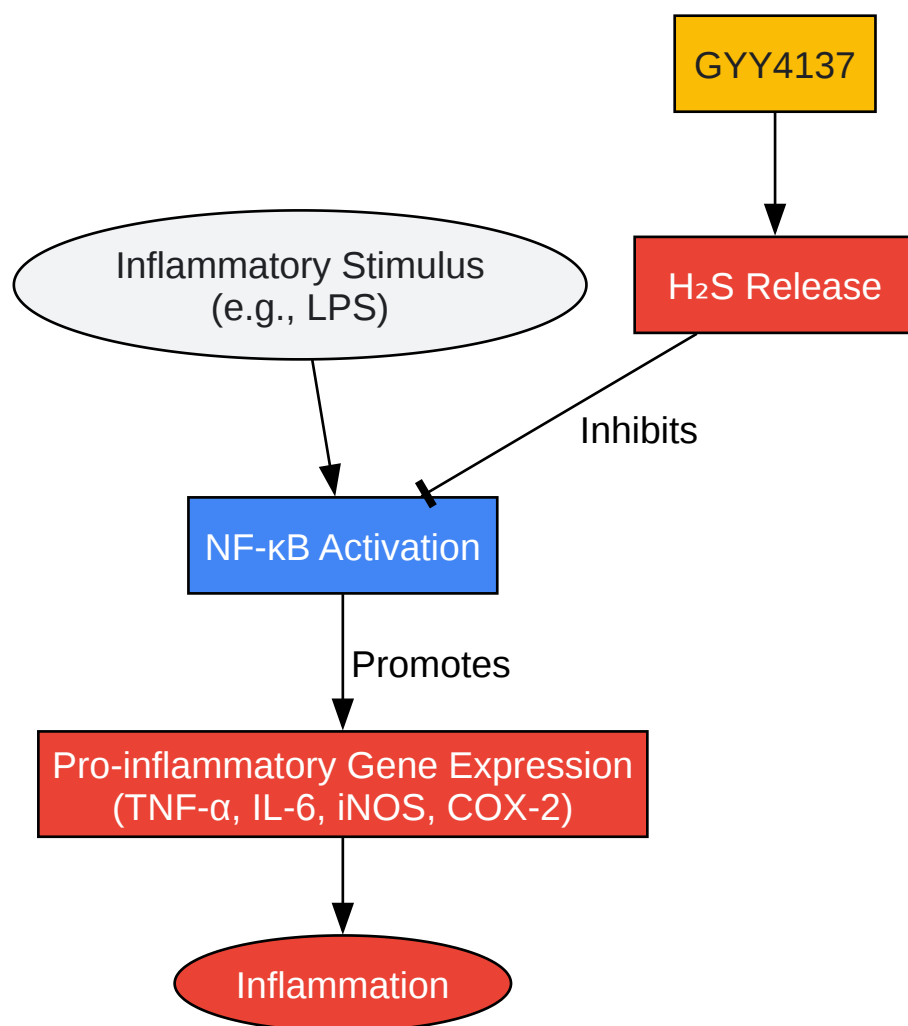 GYY4137
Inflammatory Stimulus
(e.g., LPS)
H₂S Release
Inhibits
NF-κB Activation
Promotes
Pro-inflammatory Gene Expression
(TNF-α, IL-6, iNOS, COX-2)
Inflammation